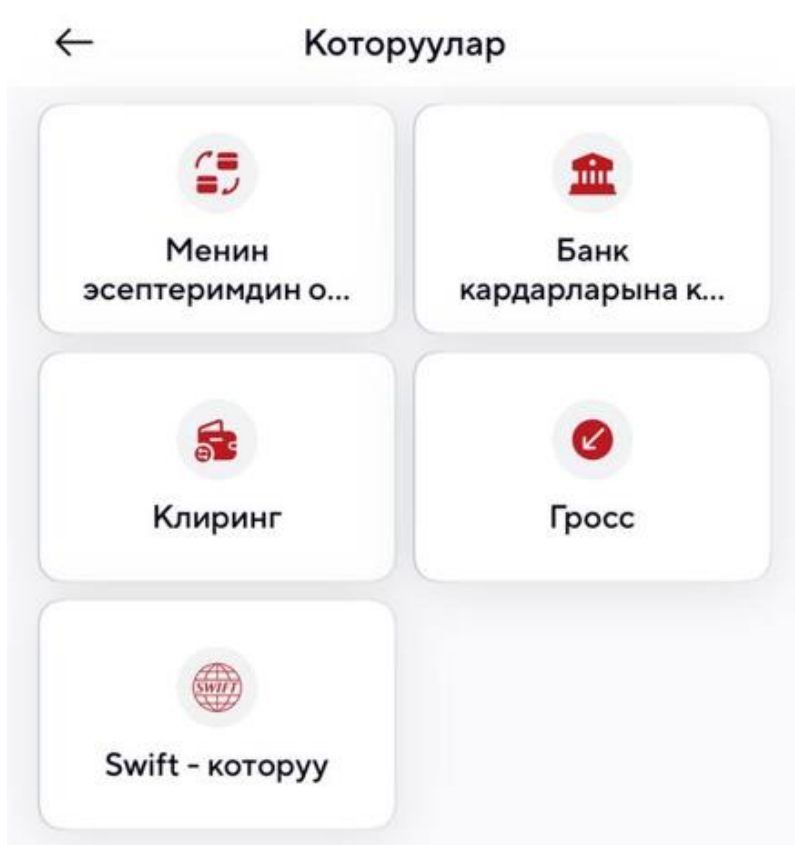 Которуулар
Менин
эсептеримдин о...
Банк
кардарларына к...
Клиринг
Гросс
SWIFT
Swift - которуу